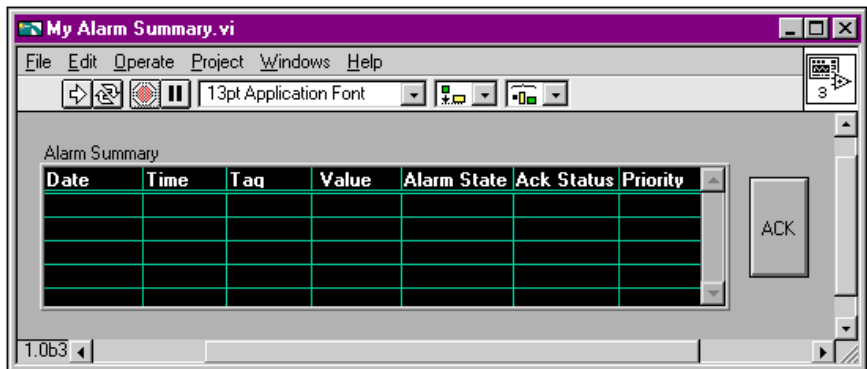 My Alarm Summary.vi
File Edit Operate Project Windows Help
13pt Application Font
3
Alarm Summary
Date Time Tag Value Alarm State Ack Status Priority
ACK
1.0b3